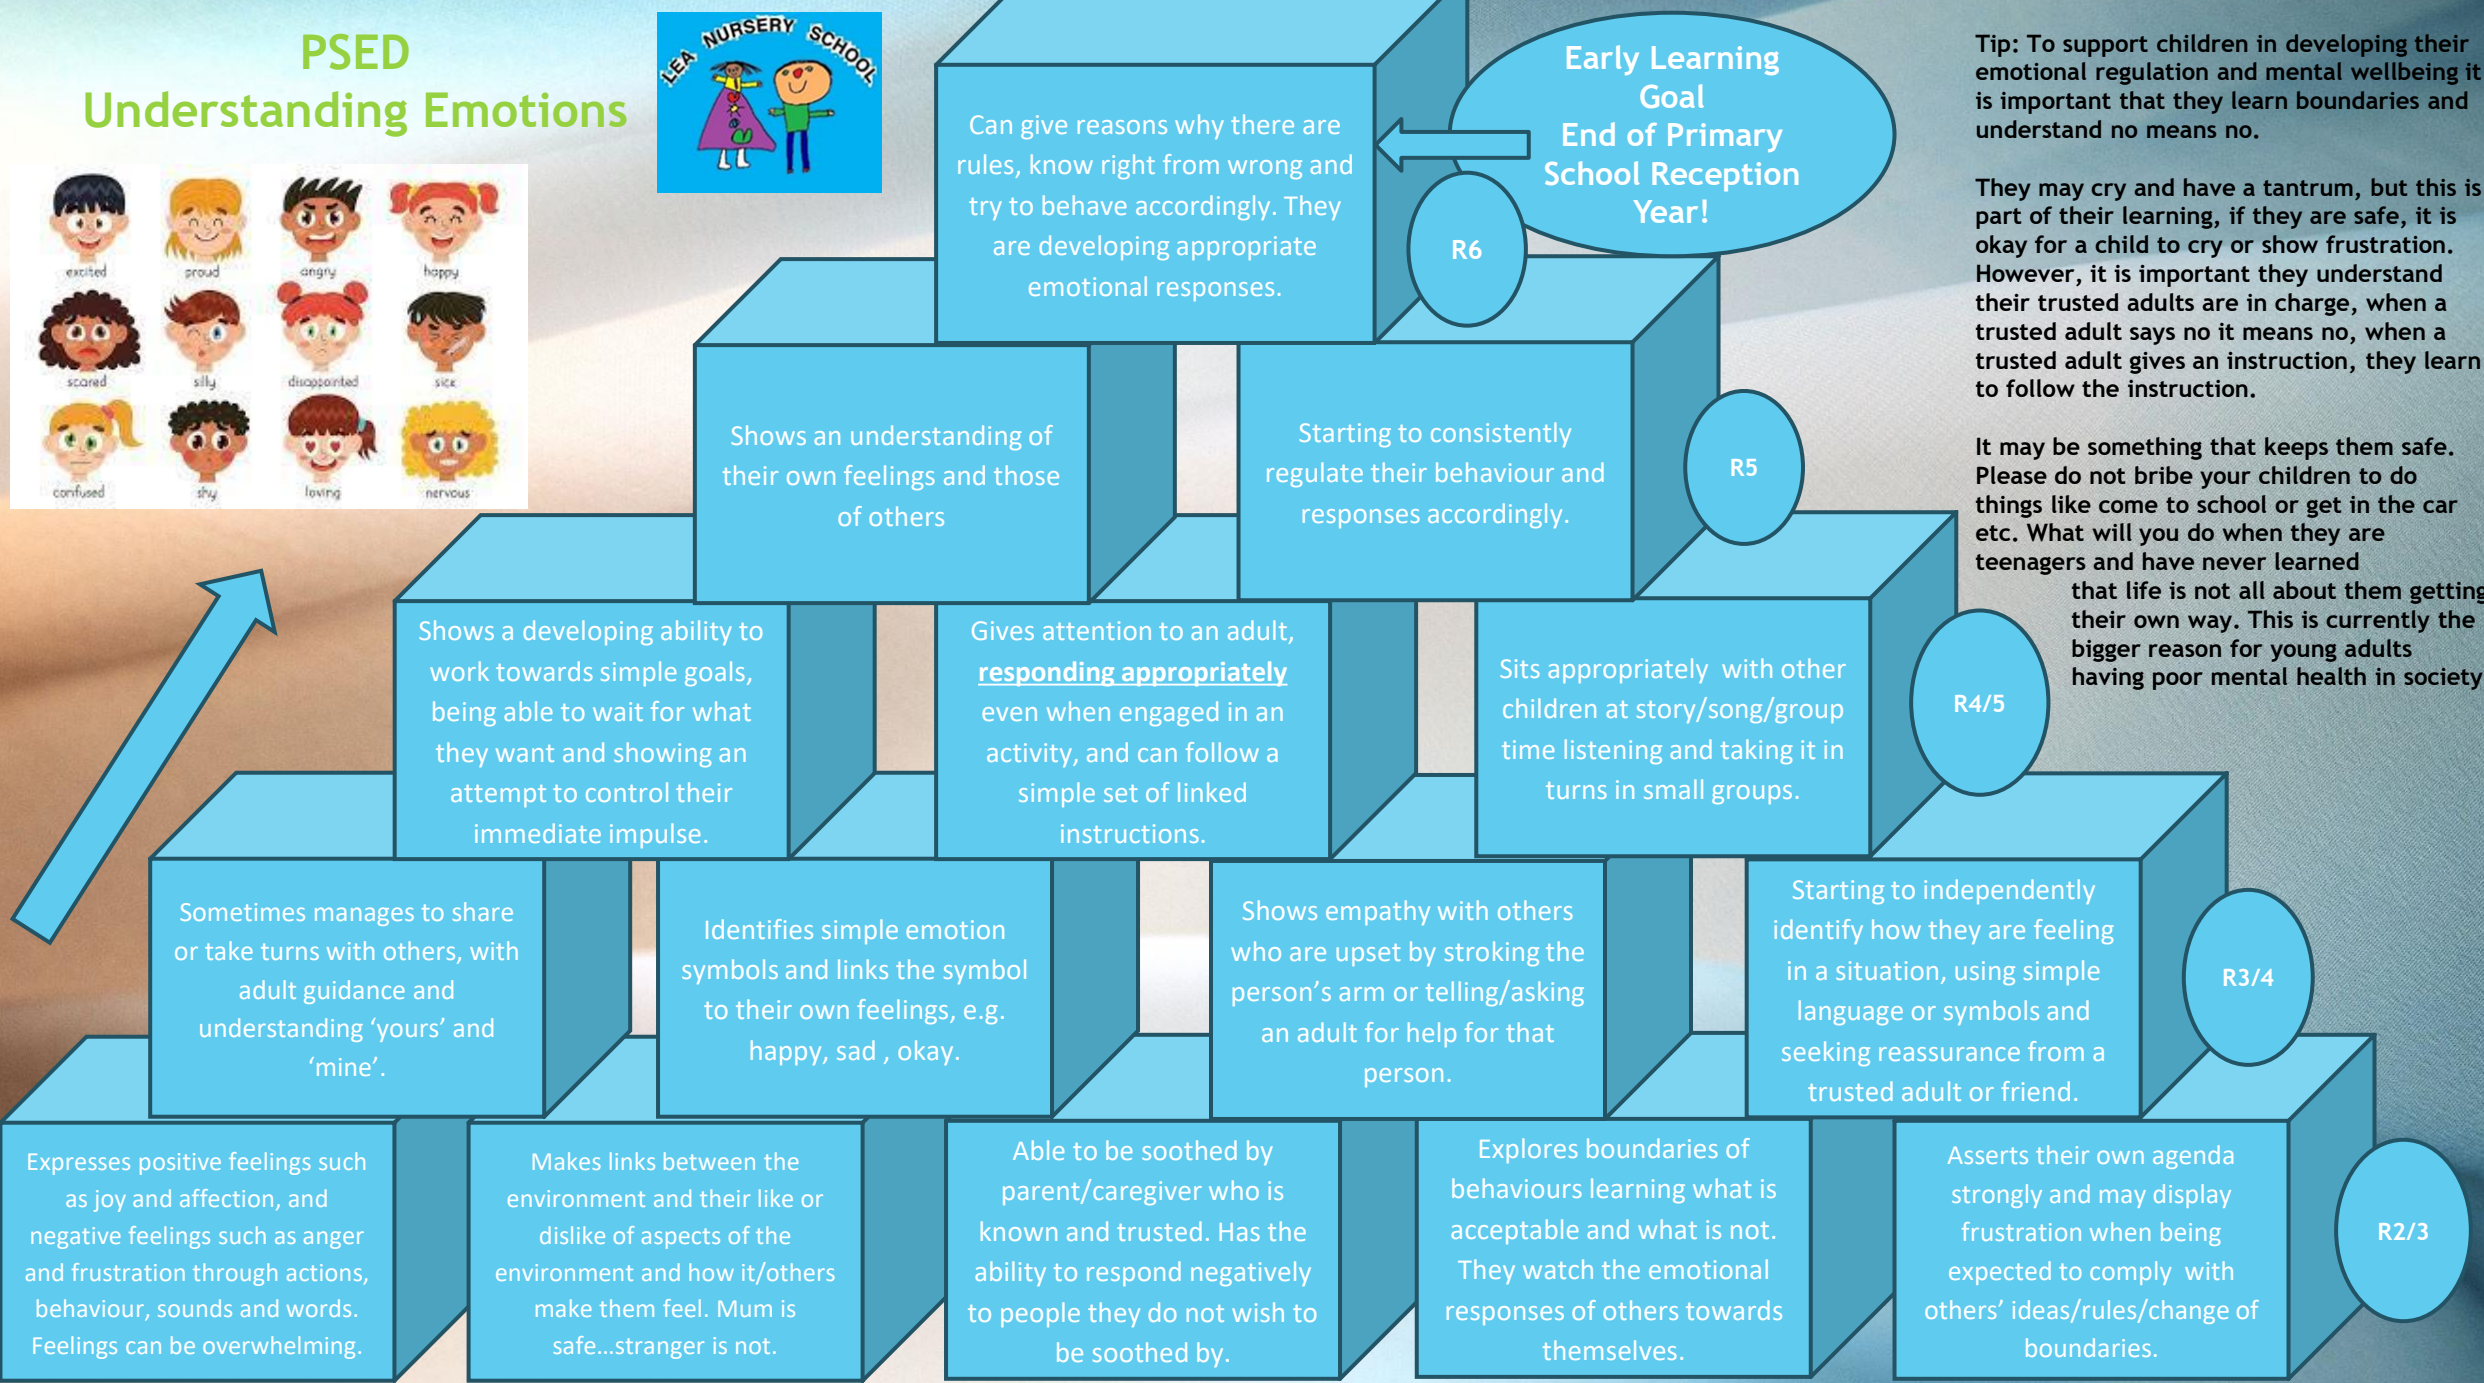 PSED
Understanding Emotions
LEA NURSERY SCHOOL
excited
proud
angry
happy
scared
silly
disappointed
sick
confused
shy
loving
nervous
Can give reasons why there are
rules, know right from wrong and
try to behave accordingly. They
are developing appropriate
emotional responses.
Early Learning
Goal
End of Primary
School Reception
Year!
R6
Tip: To support children in developing their
emotional regulation and mental wellbeing it
is important that they learn boundaries and
understand no means no.
They may cry and have a tantrum, but this is
part of their learning, if they are safe, it is
okay for a child to cry or show frustration.
However, it is important they understand
their trusted adults are in charge, when a
trusted adult says no it means no, when a
trusted adult gives an instruction, they learn
to follow the instruction.
It may be something that keeps them safe.
Please do not bribe your children to do
things like come to school or get in the car
etc. What will you do when they are
teenagers and have never learned
that life is not all about them getting
their own way. This is currently the
bigger reason for young adults
having poor mental health in society
Shows an understanding of
their own feelings and those
of others
Starting to consistently
regulate their behaviour and
responses accordingly.
R5
Shows a developing ability to
work towards simple goals,
being able to wait for what
they want and showing an
attempt to control their
immediate impulse.
Gives attention to an adult,
responding appropriately
even when engaged in an
activity, and can follow a
simple set of linked
instructions.
Sits appropriately with other
children at story/song/group
time listening and taking it in
turns in small groups.
R4/5
Sometimes manages to share
or take turns with others, with
adult guidance and
understanding ‘yours’ and
‘mine’.
Identifies simple emotion
symbols and links the symbol
to their own feelings, e.g.
happy, sad , okay.
Shows empathy with others
who are upset by stroking the
person’s arm or telling/asking
an adult for help for that
person.
Starting to independently
identify how they are feeling
in a situation, using simple
language or symbols and
seeking reassurance from a
trusted adult or friend.
R3/4
Expresses positive feelings such
as joy and affection, and
negative feelings such as anger
and frustration through actions,
behaviour, sounds and words.
Feelings can be overwhelming.
Makes links between the
environment and their like or
dislike of aspects of the
environment and how it/others
make them feel. Mum is
safe…stranger is not.
Able to be soothed by
parent/caregiver who is
known and trusted. Has the
ability to respond negatively
to people they do not wish to
be soothed by.
Explores boundaries of
behaviours learning what is
acceptable and what is not.
They watch the emotional
responses of others towards
themselves.
Asserts their own agenda
strongly and may display
frustration when being
expected to comply with
others’ ideas/rules/change of
boundaries.
R2/3